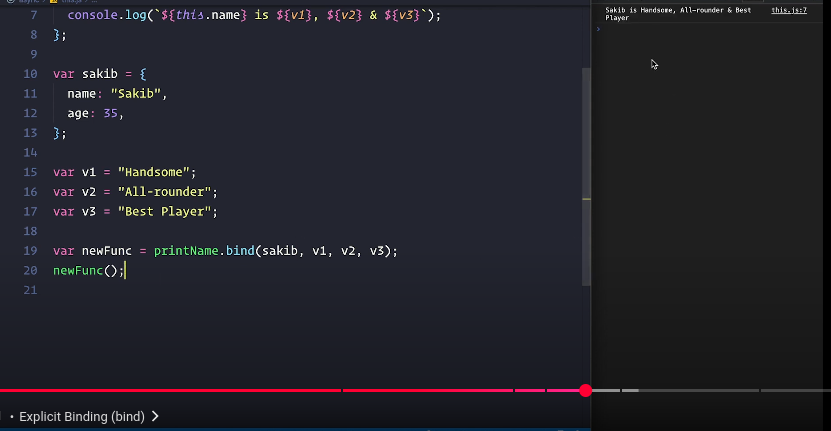 7 console.log(`${this.name} is ${v1}, ${v2} & ${v3}`);
8 };
9
10 var sakib = {
11 name: "Sakib",
12 age: 35,
13 };
14
15 var v1 = "Handsome";
16 var v2 = "All-rounder";
17 var v3 = "Best Player";
18
19 var newFunc = printName.bind(sakib, v1, v2, v3);
20 newFunc();
21
Sakib is Handsome, All-rounder & Best this.js:7
Player
>
• Explicit Binding (bind) >